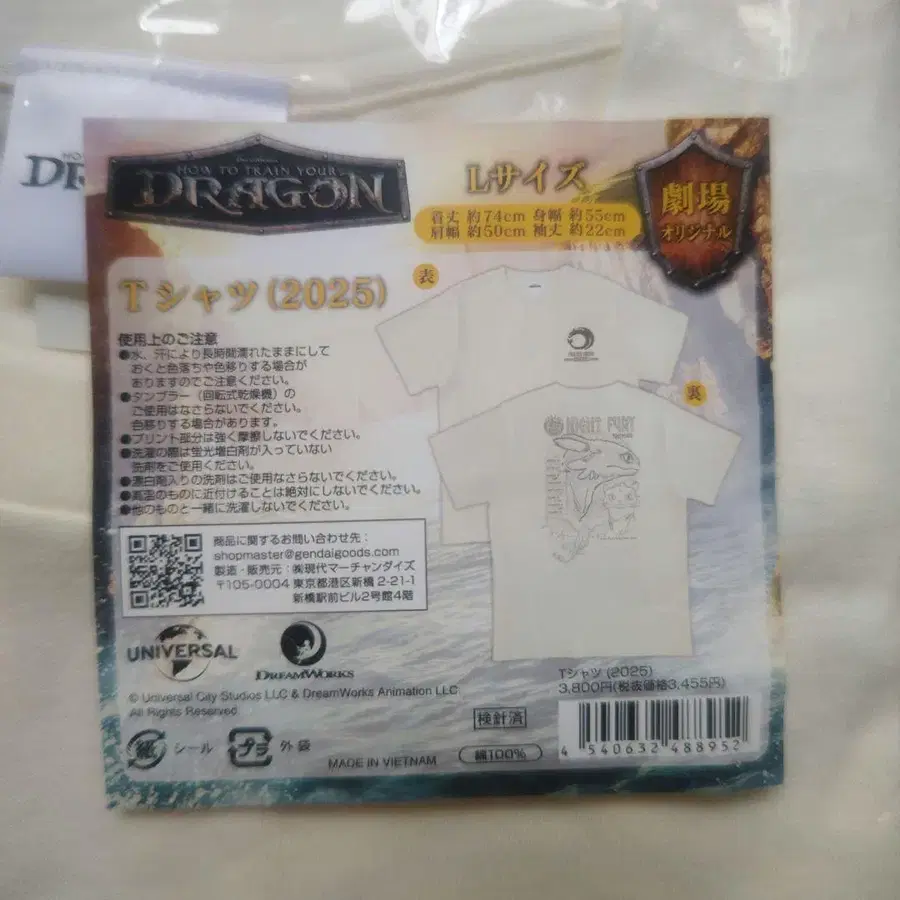 DR
DreamWorks
HOW TO TRAIN YOUR
DRAGON
Lサイズ
着丈 約74cm 身幅 約55cm
肩幅 約50cm 袖丈 約22cm
劇場
オリジナル
Tシャツ(2025)
表
裏
NIGHT FURY
使用上のご注意
●水、汗により長時間濡れたままにして
おくと色落ちや色移りする場合が
ありますのでご注意ください。
●タンブラー（回転式乾燥機）の
ご使用はなさらないでください。
色移りする場合があります。
●プリント部分は強く摩擦しないでください。
●洗濯の際は蛍光増白剤が入っていない
洗剤をご使用ください。
●漂白剤入りの洗剤はご使用なさらないでください。
●高温のものに近付けることは絶対にしないでください。
●他のものと一緒に洗濯しないでください。
商品に関するお問い合わせ先：
shopmaster@gendaigoods.com
製造・販売元：㈱現代マーチャンダイズ
〒105-0004 東京都港区新橋 2-21-1
新橋駅前ビル2号館4階
UNIVERSAL
DREAMWORKS
© Universal City Studios LLC & DreamWorks Animation LLC.
All Rights Reserved.
紙 シール プラ 外袋
MADE IN VIETNAM
検針済
綿100%
Tシャツ(2025)
3,800円(税抜価格3,455円)
4 540632 488952